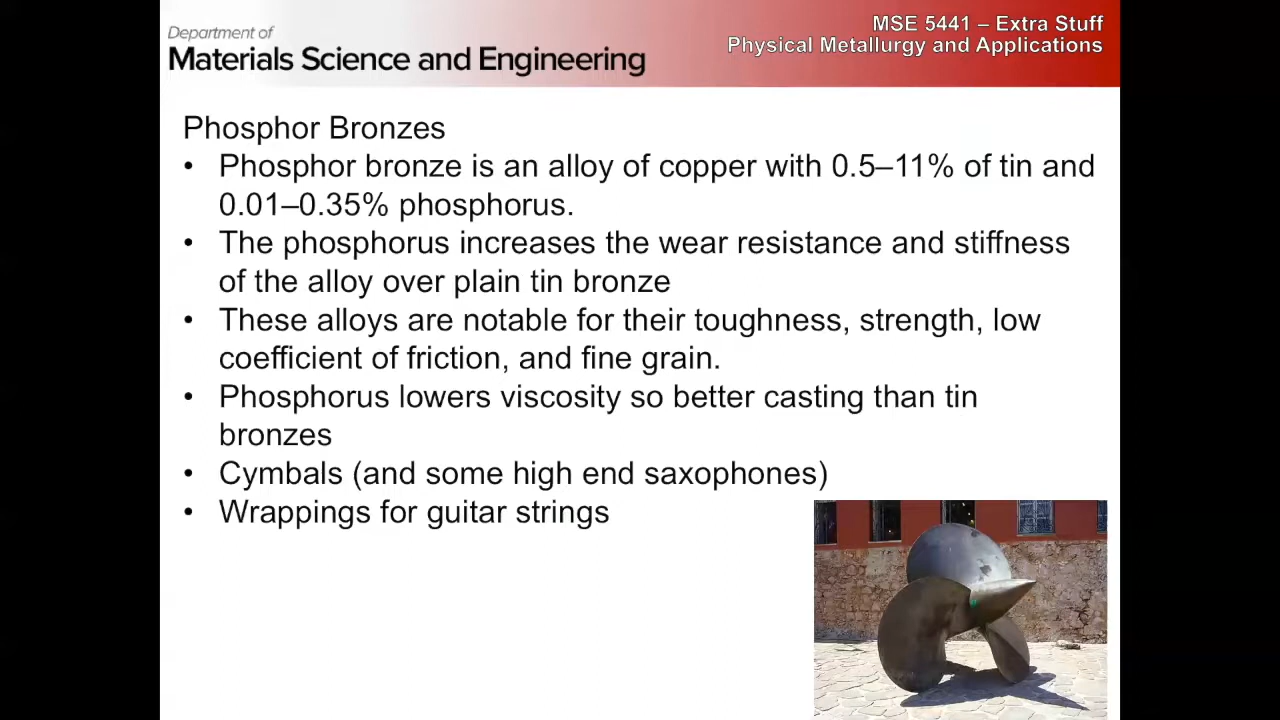 Department of
Materials Science and Engineering
MSE 5441 – Extra Stuff
Physical Metallurgy and Applications
Phosphor Bronzes
• Phosphor bronze is an alloy of copper with 0.5–11% of tin and
0.01–0.35% phosphorus.
• The phosphorus increases the wear resistance and stiffness
of the alloy over plain tin bronze
• These alloys are notable for their toughness, strength, low
coefficient of friction, and fine grain.
• Phosphorus lowers viscosity so better casting than tin
bronzes
• Cymbals (and some high end saxophones)
• Wrappings for guitar strings